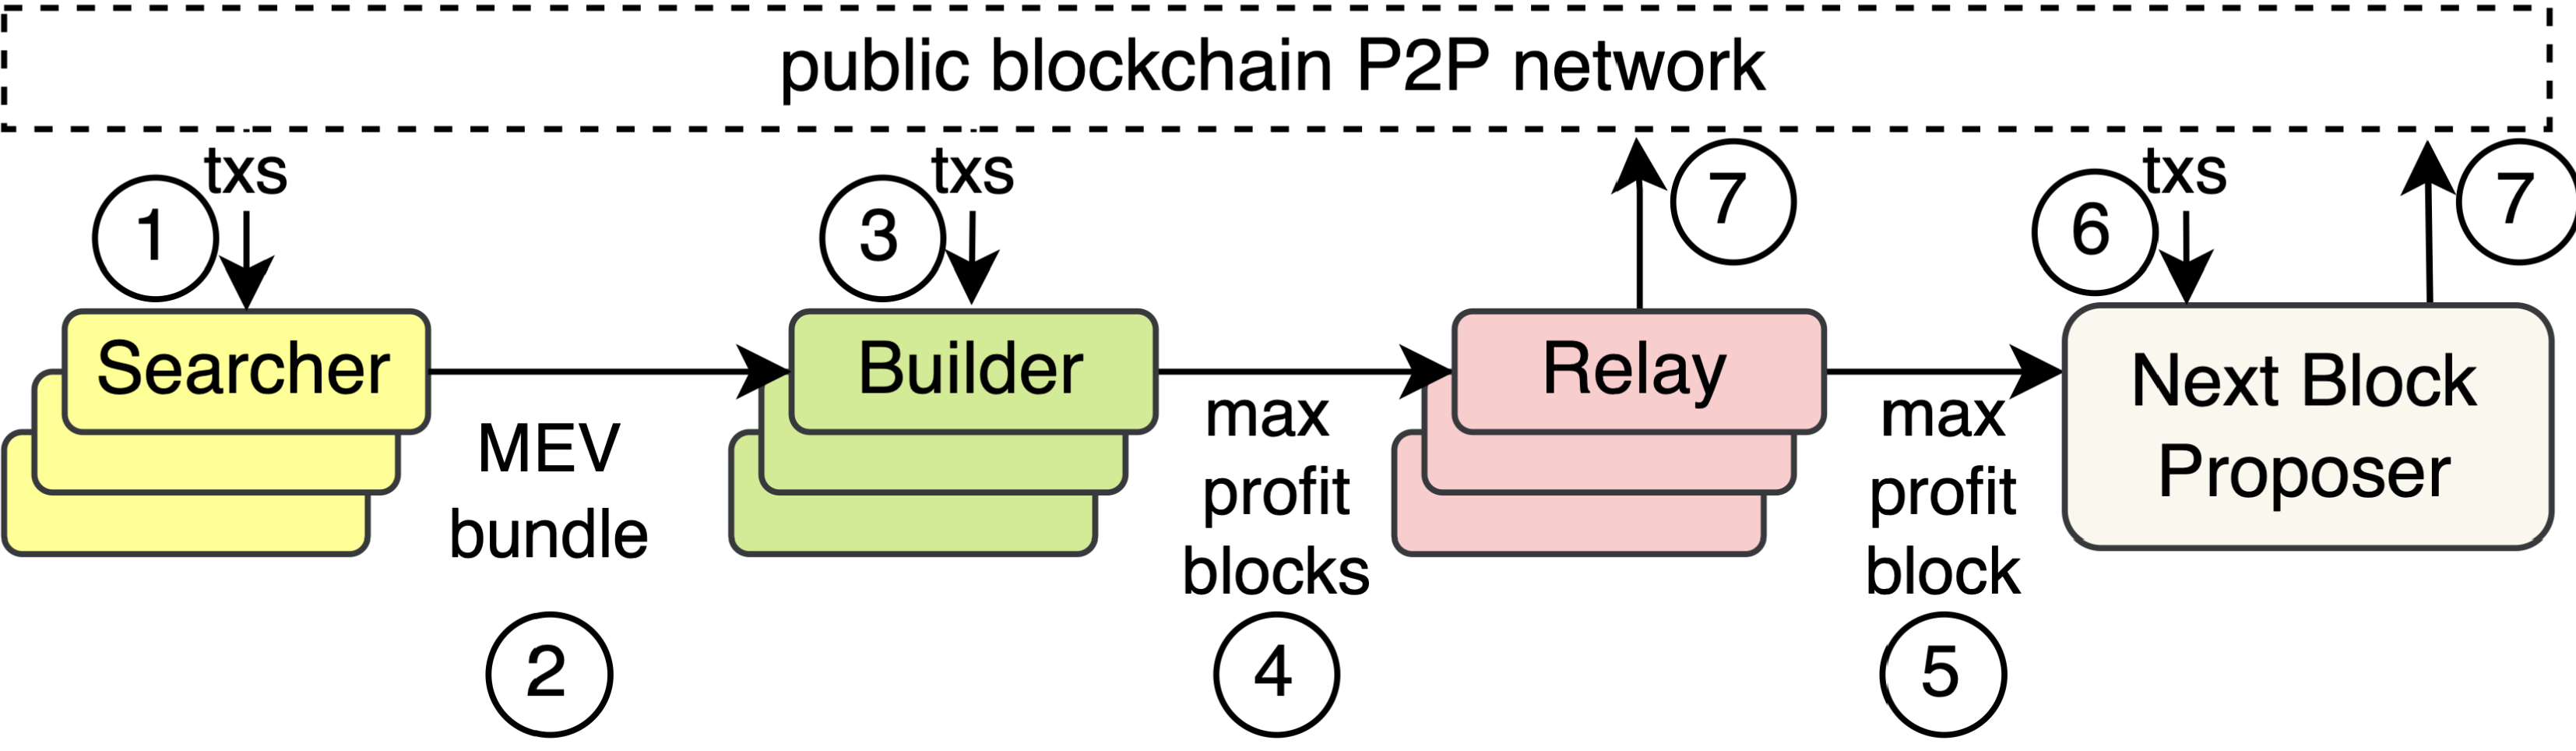 public blockchain P2P network
txs
1
txs
3
7
txs
6
7
Searcher
Builder
Relay
Next Block
Proposer
MEV
bundle
2
max
profit
blocks
4
max
profit
block
5